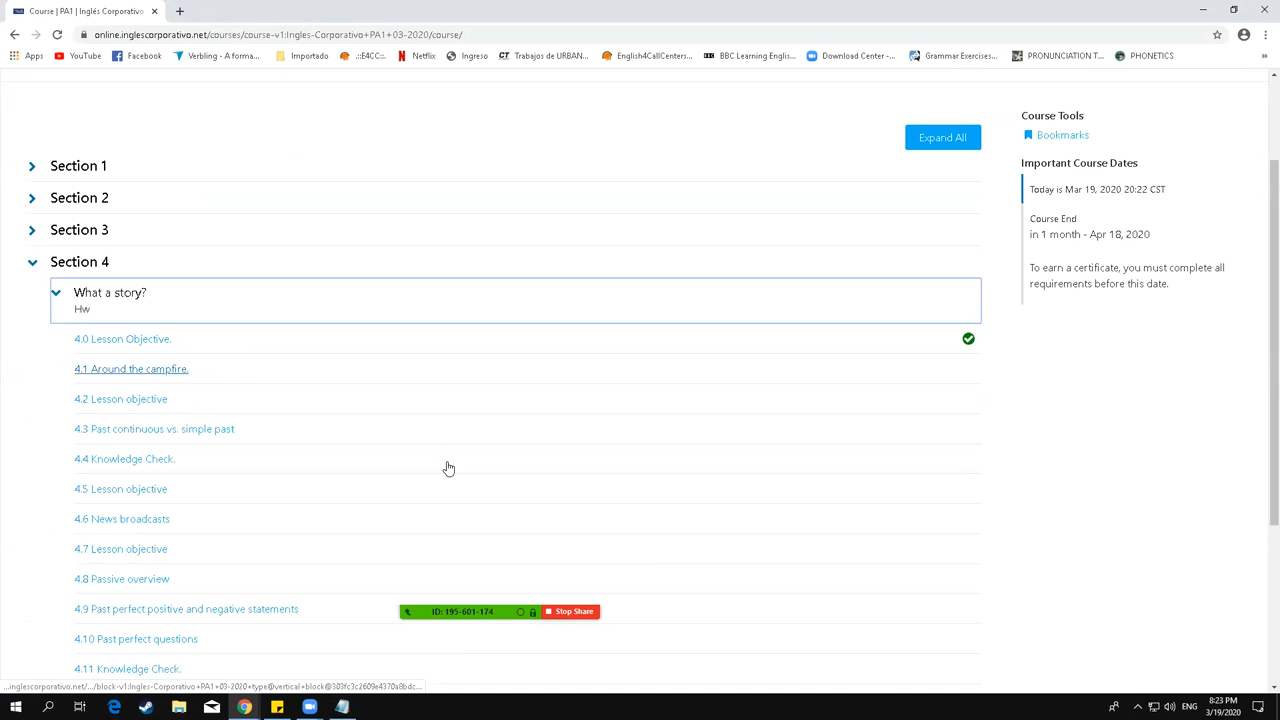 Course | PA1 | Inglés Corporativo
online.inglescorporativo.net/courses/course-v1:Ingles-Corporativo+PA1+03-2020/course/
Apps YouTube Facebook Verbling - A forma... Importado .::E4CC::. Netflix Ingreso Trabajos de URBAN... English4CallCenters... BBC Learning Englis... Download Center -... Grammar Exercises... PRONUNCIATION T... PHONETICS »
Expand All
Section 1
Section 2
Section 3
Section 4
What a story?
Hw
4.0 Lesson Objective.
4.1 Around the campfire.
4.2 Lesson objective
4.3 Past continuous vs. simple past
4.4 Knowledge Check.
4.5 Lesson objective
4.6 News broadcasts
4.7 Lesson objective
4.8 Passive overview
4.9 Past perfect positive and negative statements
4.10 Past perfect questions
4.11 Knowledge Check.
Course Tools
Bookmarks
Important Course Dates
Today is Mar 19, 2020 20:22 CST
Course End
in 1 month - Apr 18, 2020
To earn a certificate, you must complete all
requirements before this date.
ID: 195-601-174 Stop Share
ENG
8:23 PM
3/19/2020